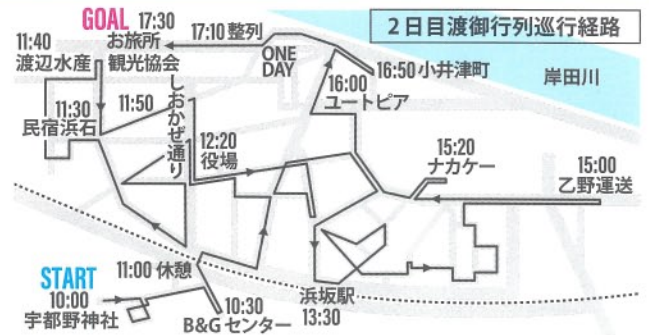 2日目渡御行列巡行経路
GOAL 17:30
お旅所
観光協会
17:10 整列
ONE
DAY
16:50 小井津町
岸田川
11:40
渡辺水産
11:30
民宿浜石
11:50
しおかぜ通り
12:20
役場
16:00
ユートピア
15:20
ナカケー
15:00
乙野運送
START
10:00
宇都野神社
11:00 休憩
10:30
B&Gセンター
浜坂駅
13:30